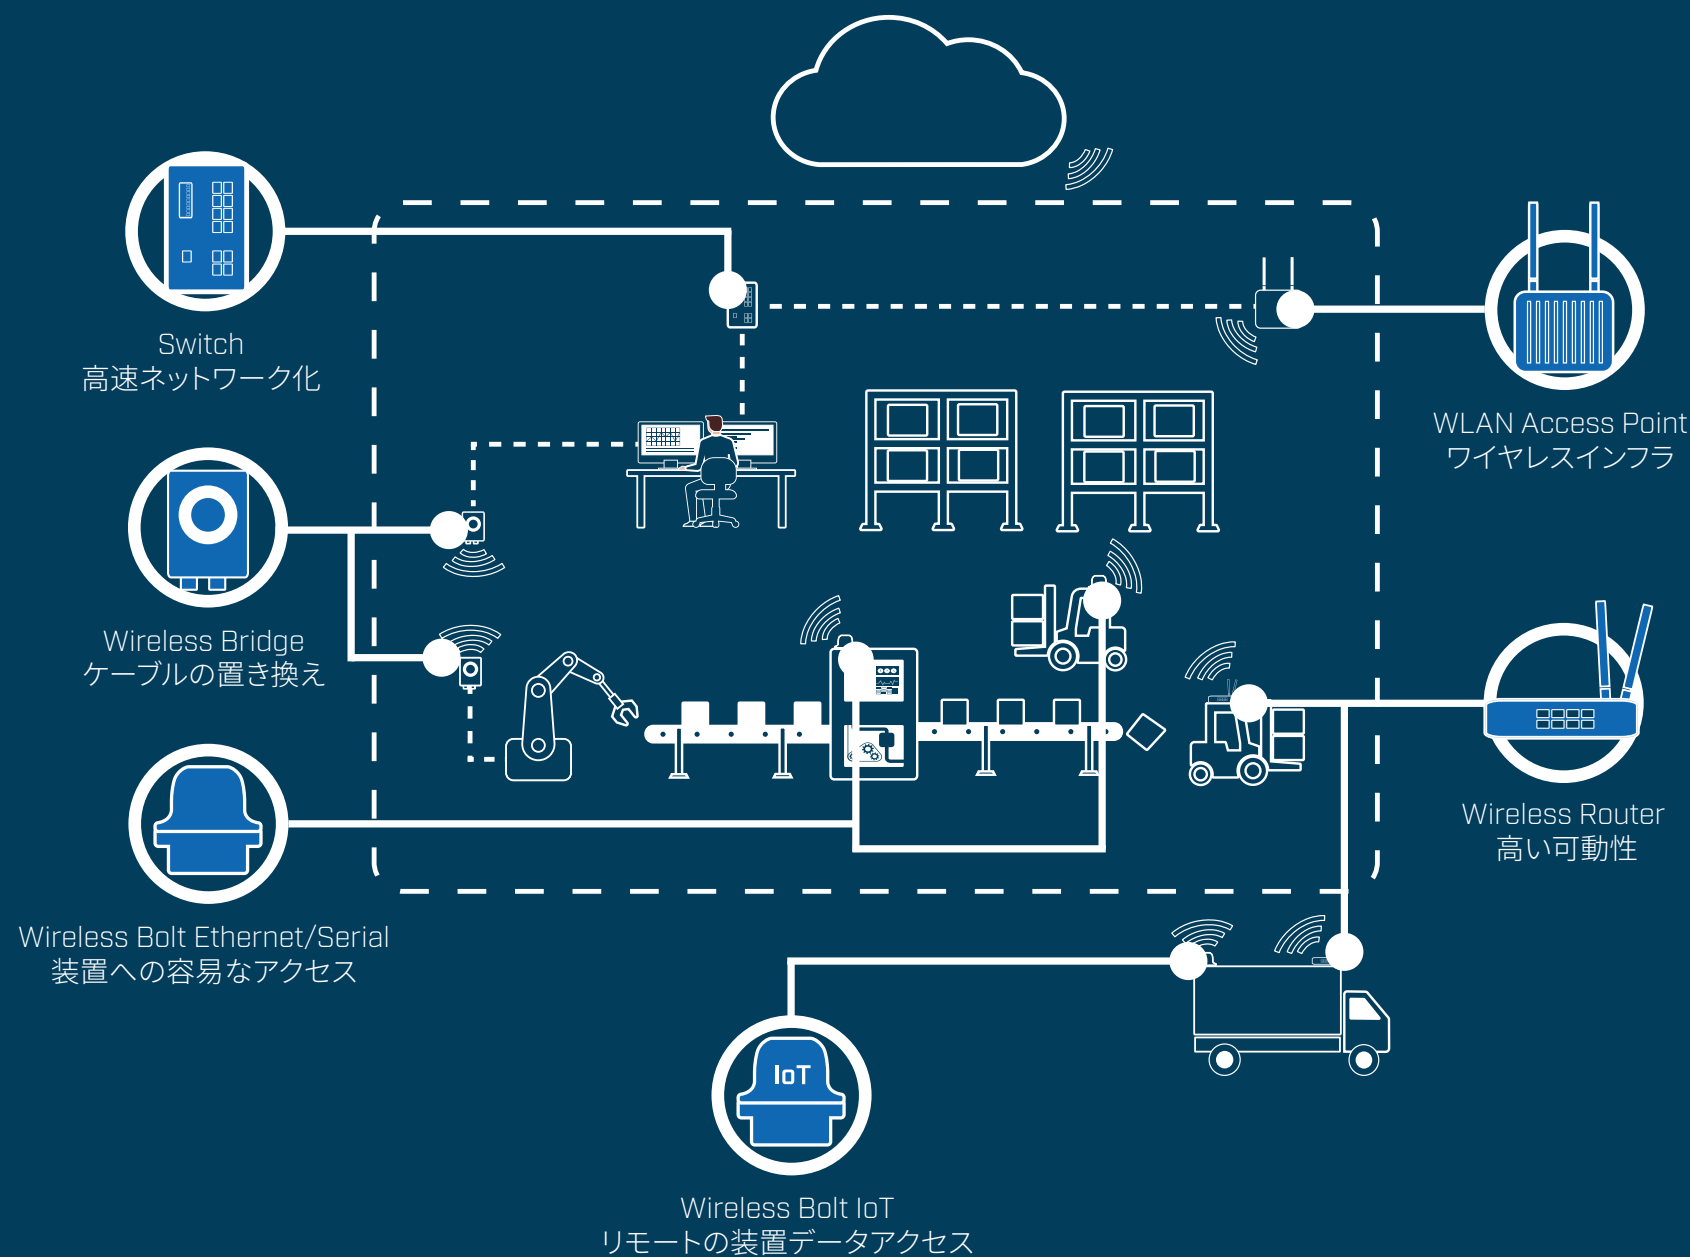 Switch
高速ネットワーク化
WLAN Access Point
ワイヤレスインフラ
Wireless Bridge
ケーブルの置き換え
Wireless Router
高い可動性
Wireless Bolt Ethernet/Serial
装置への容易なアクセス
IoT
Wireless Bolt IoT
リモートの装置データアクセス